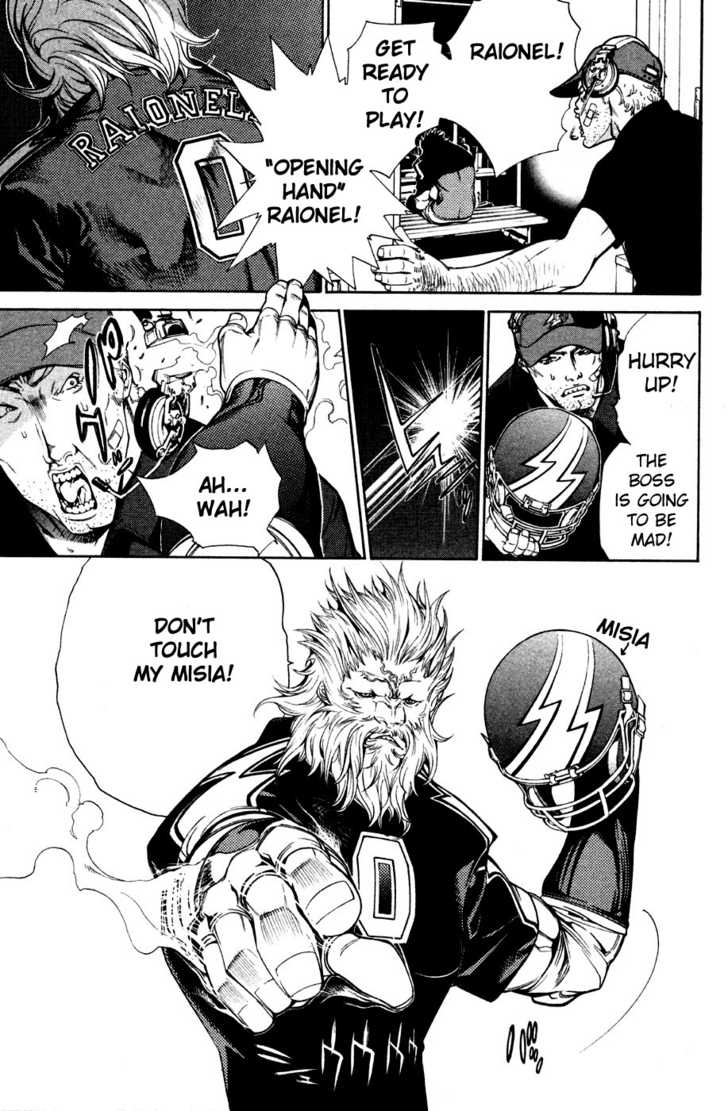 RAIONEL!
GET
READY
TO
PLAY!
"OPENING
HAND"
RAIONEL!
RAIONELS
0
HURRY
UP!
THE
BOSS
IS GOING
TO BE
MAD!
AH...
WAH!
DON'T
TOUCH
MY MISIA!
MISIA
0